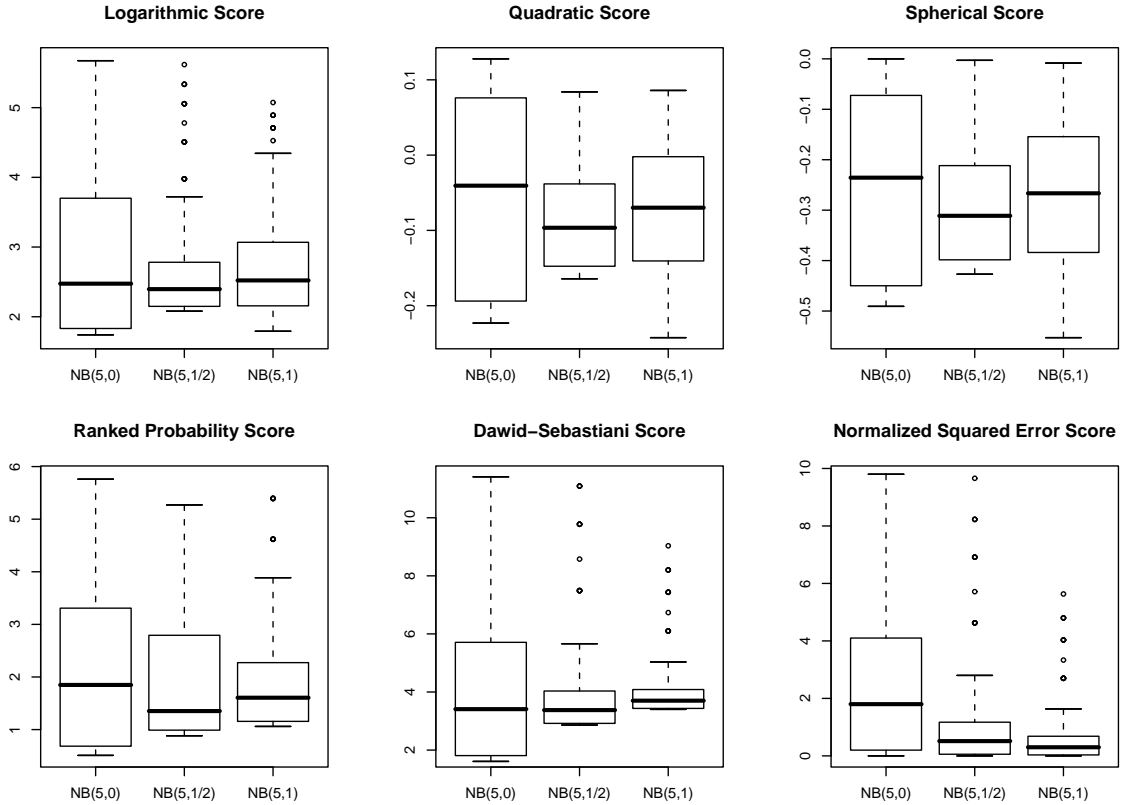 Logarithmic Score
5
4
3
2
NB(5,0) NB(5,1/2) NB(5,1)
Quadratic Score
0.1
0.0
−0.1
−0.2
NB(5,0) NB(5,1/2) NB(5,1)
Spherical Score
0.0
−0.1
−0.2
−0.3
−0.4
−0.5
NB(5,0) NB(5,1/2) NB(5,1)
Ranked Probability Score
6
5
4
3
2
1
NB(5,0) NB(5,1/2) NB(5,1)
Dawid−Sebastiani Score
10
8
6
4
2
NB(5,0) NB(5,1/2) NB(5,1)
Normalized Squared Error Score
10
8
6
4
2
0
NB(5,0) NB(5,1/2) NB(5,1)